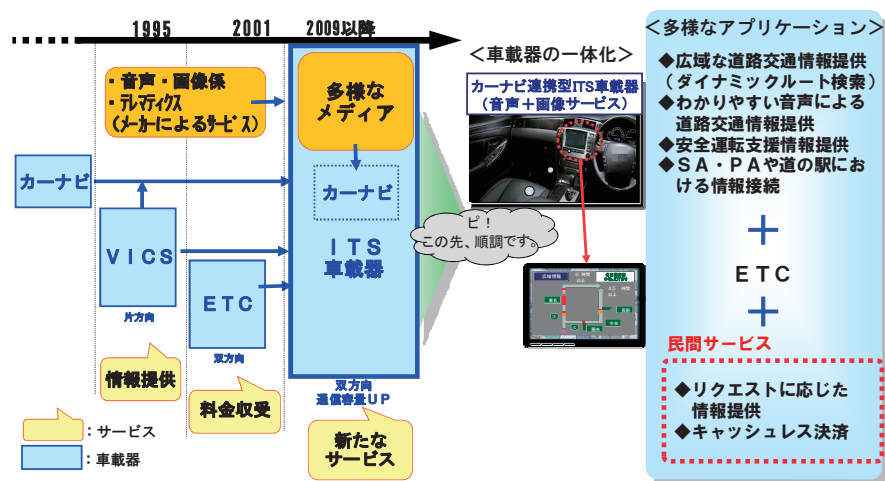 1995
2001
2009以降
・音声・画像係
・テレマティクス
(メーカーによるサービス)
多様な
メディア
カーナビ
カーナビ
VICS
片方向
ETC
双方向
ITS
車載器
双方向
通信容量UP
情報提供
料金収受
新たな
サービス
：サービス
：車載器
＜車載器の一体化＞
カーナビ連携型ITS車載器
（音声＋画像サービス）
ピ！
この先、順調です。
広域情報
＜多様なアプリケーション＞
◆広域な道路交通情報提供
（ダイナミックルート検索）
◆わかりやすい音声による
道路交通情報提供
◆安全運転支援情報提供
◆ＳＡ・ＰＡや道の駅にお
ける情報接続
＋
ETC
＋
民間サービス
◆リクエストに応じた
情報提供
◆キャッシュレス決済